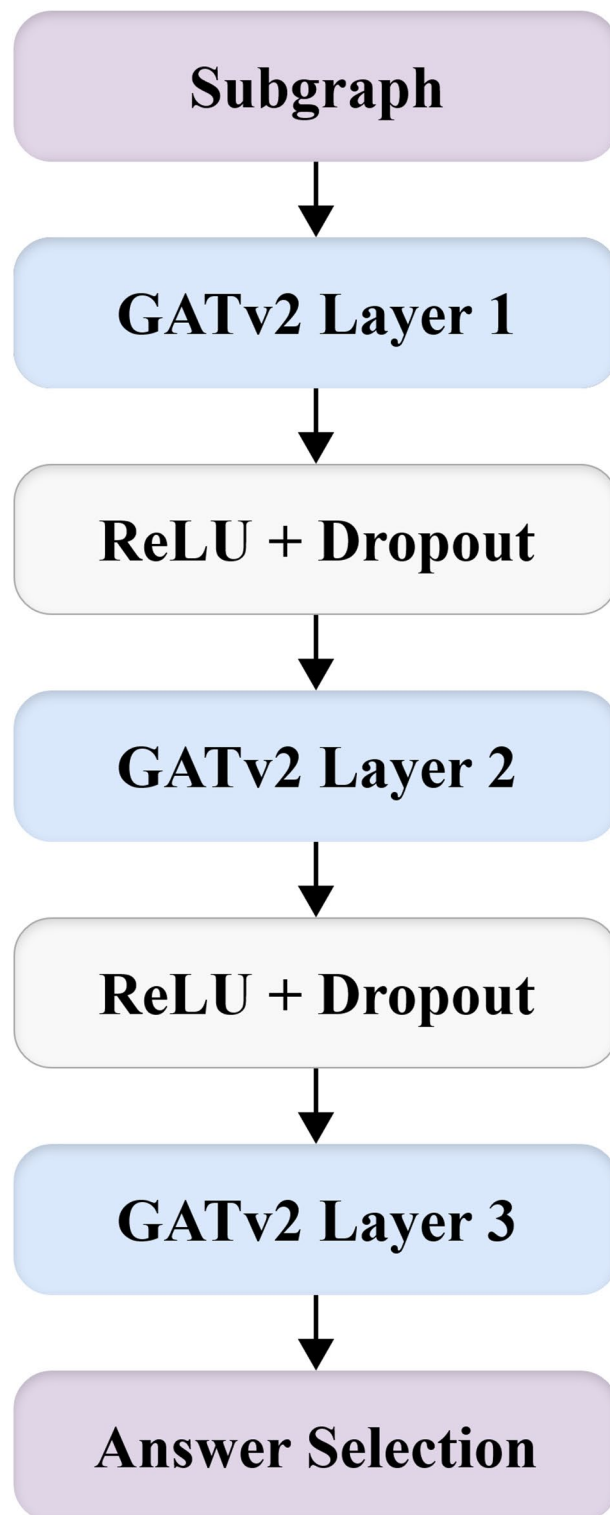 Subgraph
GATv2 Layer 1
ReLU + Dropout
GATv2 Layer 2
ReLU + Dropout
GATv2 Layer 3
Answer Selection